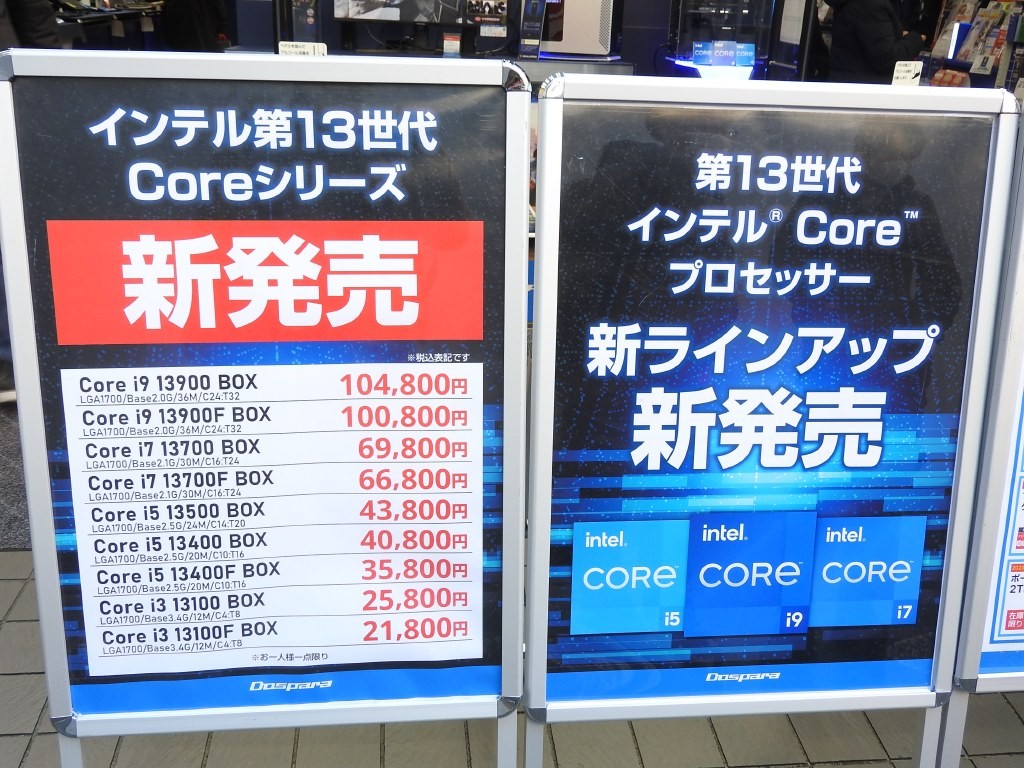 インテル第13世代
Coreシリーズ
新発売
※税込表記です
Core i9 13900 BOX 104,800円
LGA1700/Base2.0G/36M/C24:T32
Core i9 13900F BOX 100,800円
LGA1700/Base2.0G/36M/C24:T32
Core i7 13700 BOX 69,800円
LGA1700/Base2.1G/30M/C16:T24
Core i7 13700F BOX 66,800円
LGA1700/Base2.1G/30M/C16:T24
Core i5 13500 BOX 43,800円
LGA1700/Base2.5G/24M/C14:T20
Core i5 13400 BOX 40,800円
LGA1700/Base2.5G/20M/C10:T16
Core i5 13400F BOX 35,800円
LGA1700/Base2.5G/20M/C10:T16
Core i3 13100 BOX 25,800円
LGA1700/Base3.4G/12M/C4:T8
Core i3 13100F BOX 21,800円
LGA1700/Base3.4G/12M/C4:T8
※お一人様一点限り
Dospara
第13世代
インテル® Core™
プロセッサー
新ラインアップ
新発売
intel. CORE™ i5
intel. CORE™ i9
intel. CORE™ i7
Dospara
intel CORE
2T
在庫
限り